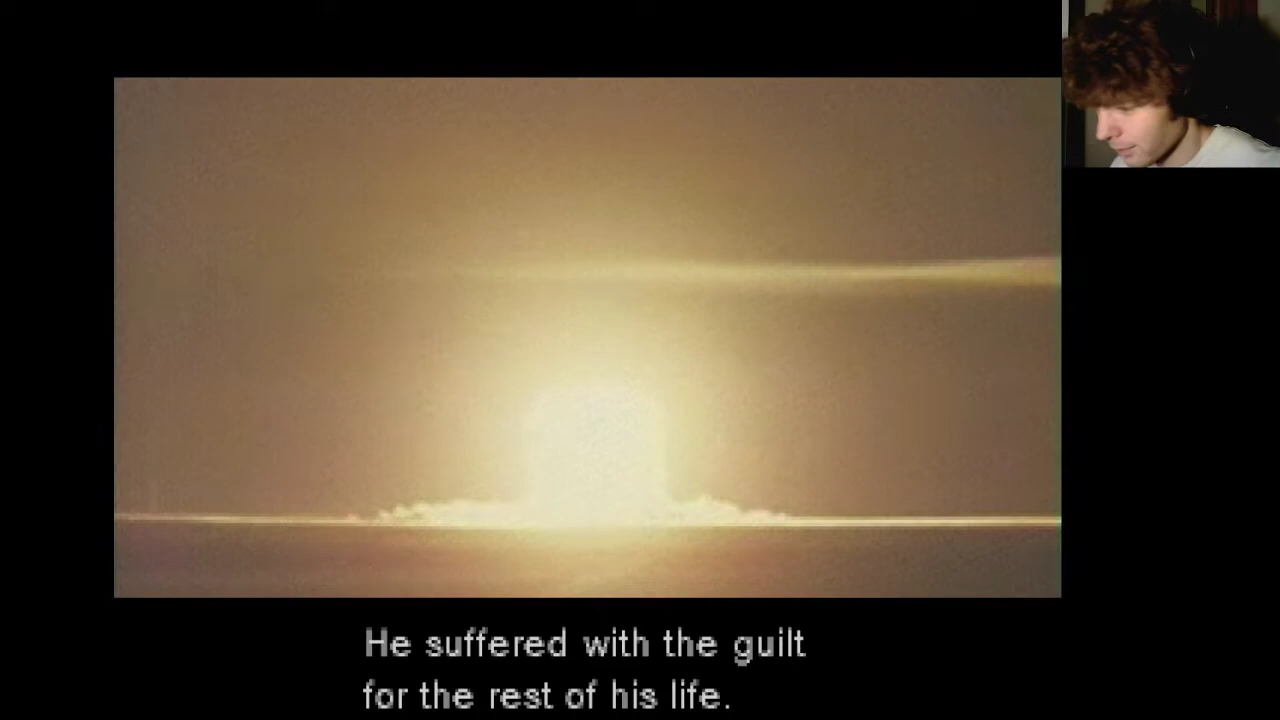 He suffered with the guilt
for the rest of his life.